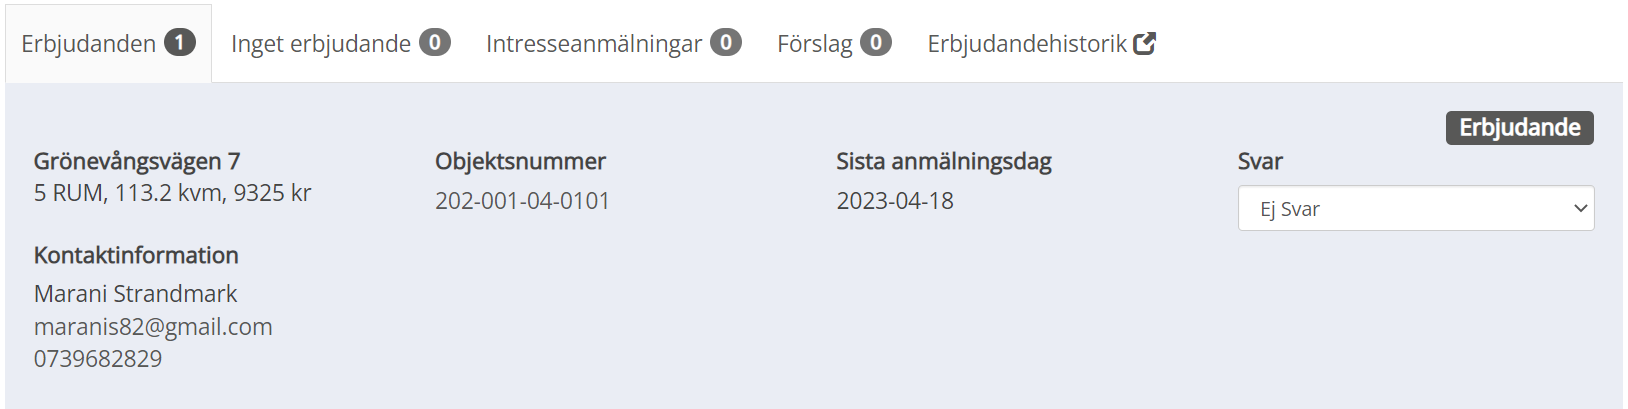 Erbjudanden 1 Inget erbjudande 0 Intresseanmälningar 0 Förslag 0 Erbjudandehistorik
Erbjudande
Grönevångsvägen 7
5 RUM, 113.2 kvm, 9325 kr
Objektsnummer
202-001-04-0101
Sista anmälningsdag
2023-04-18
Svar
Ej Svar
Kontaktinformation
Marani Strandmark
maranis82@gmail.com
0739682829